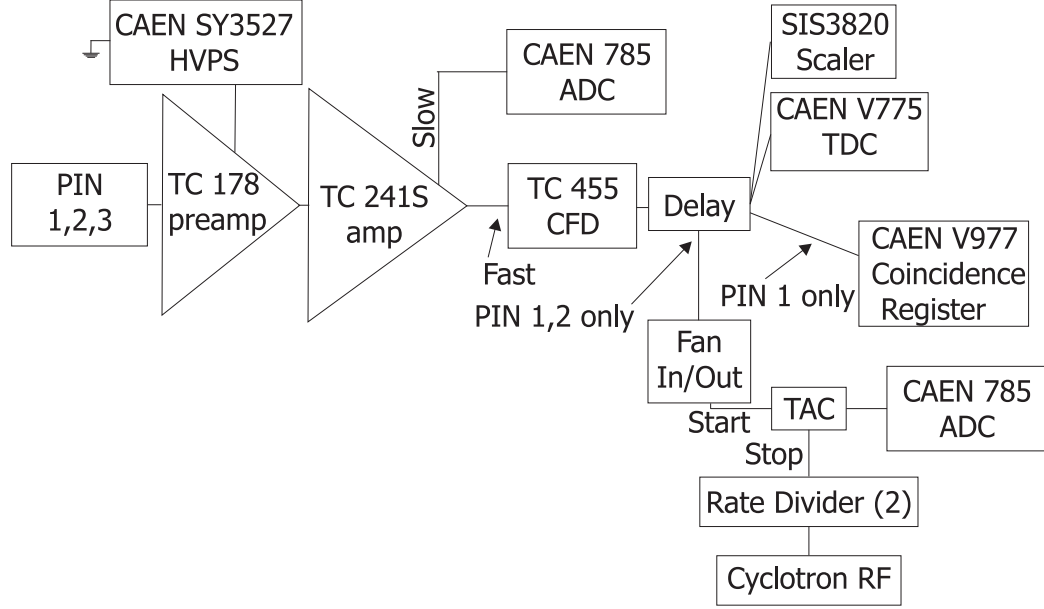 CAEN SY3527
HVPS
PIN
1,2,3
TC 178
preamp
TC 241S
amp
Slow
CAEN 785
ADC
Fast
TC 455
CFD
Delay
SIS3820
Scaler
CAEN V775
TDC
CAEN V977
Coincidence
Register
PIN 1 only
PIN 1,2 only
Fan
In/Out
Start
TAC
CAEN 785
ADC
Stop
Rate Divider (2)
Cyclotron RF